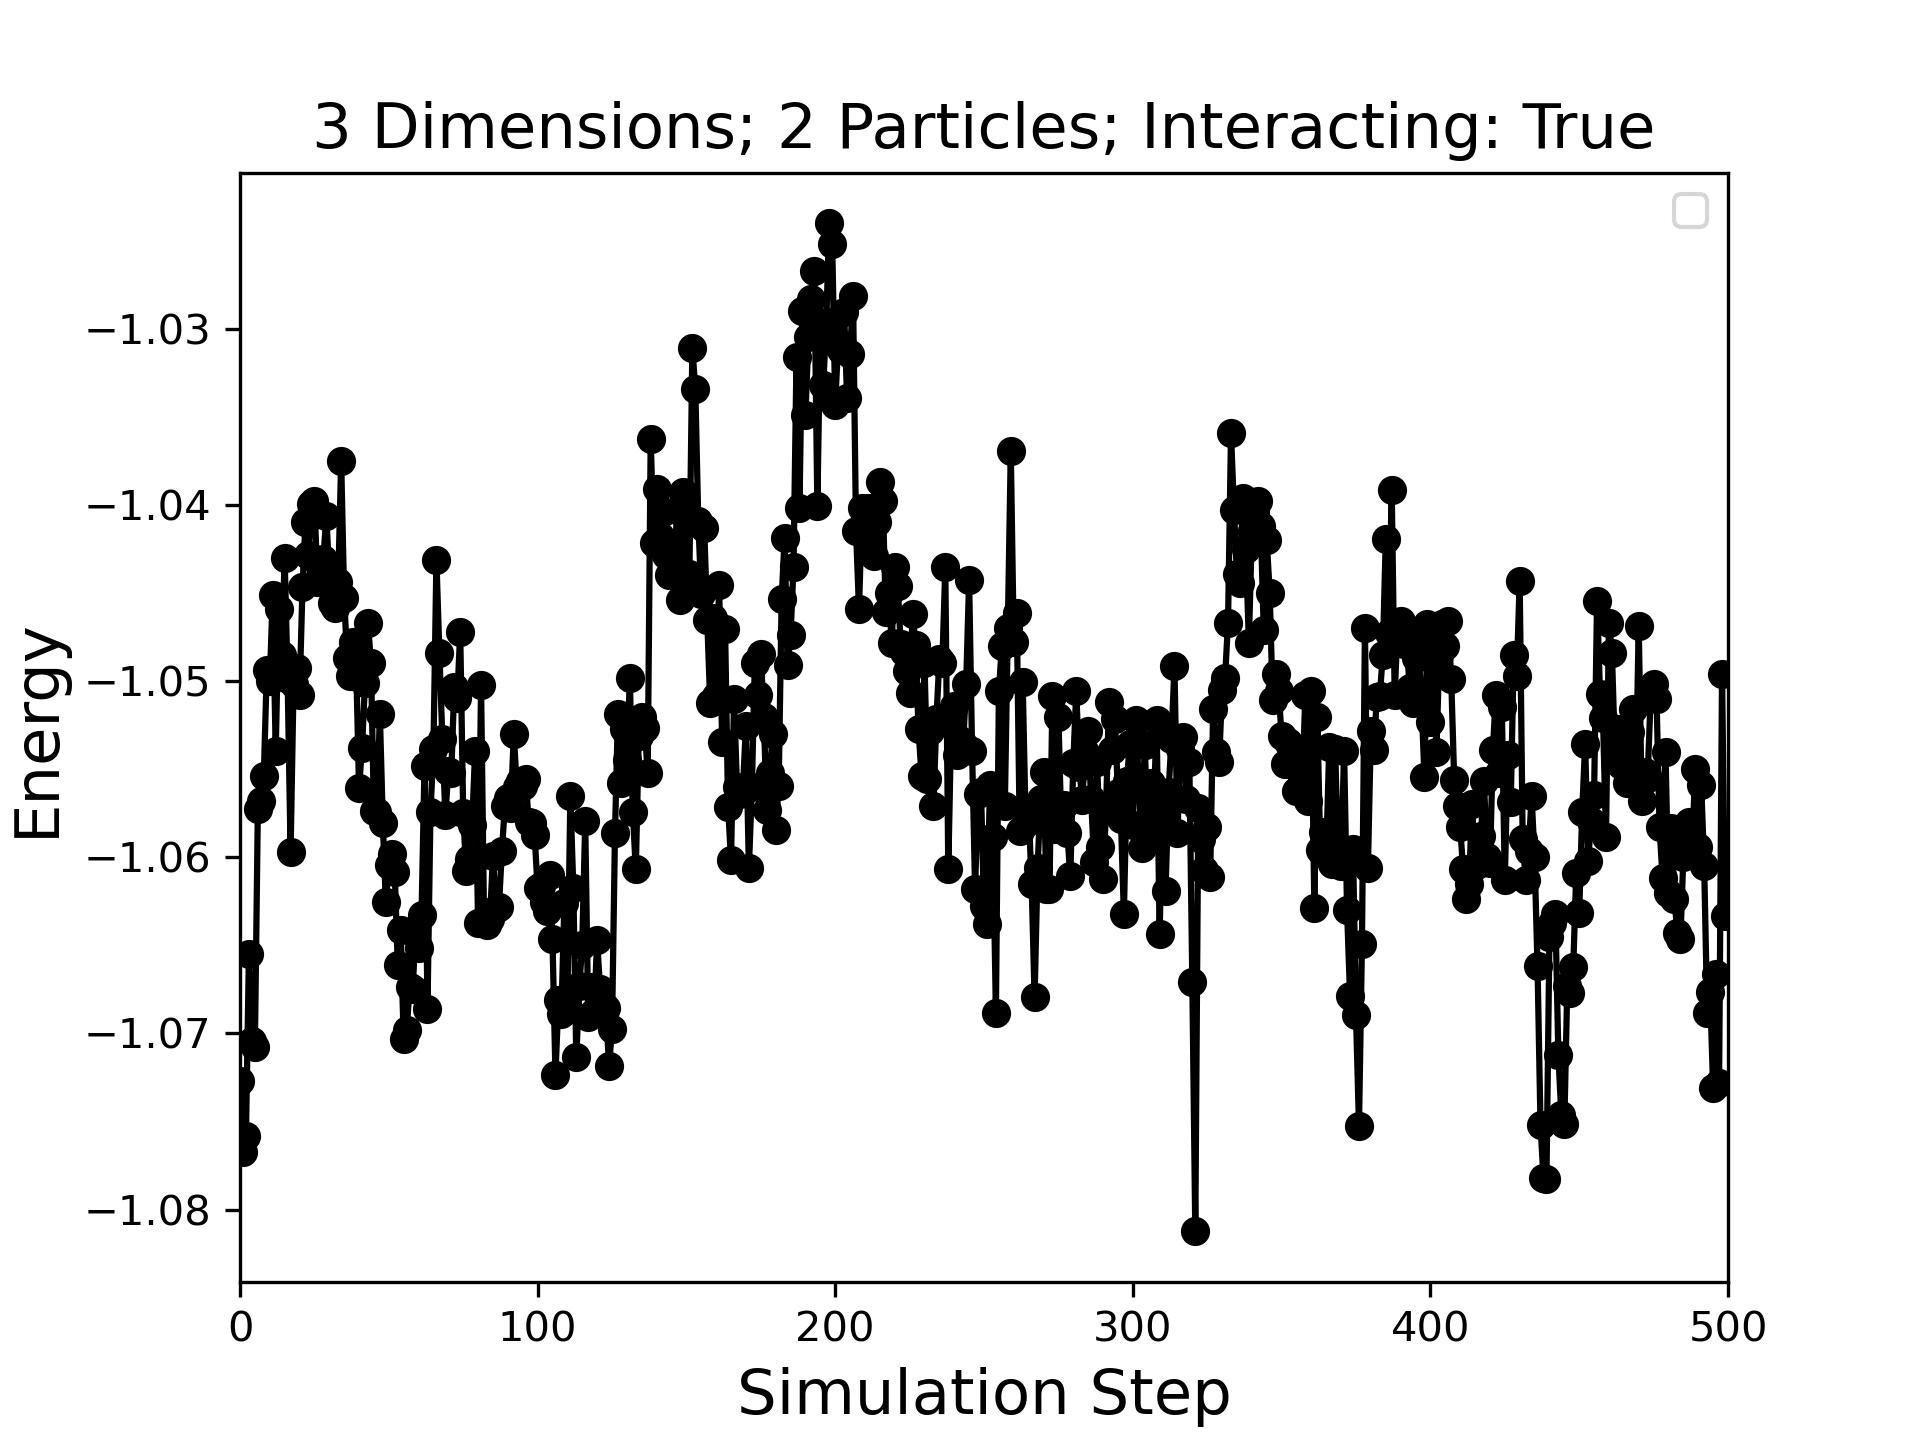 3 Dimensions; 2 Particles; Interacting: True
Energy
−1.03
−1.04
−1.05
−1.06
−1.07
−1.08
0 100 200 300 400 500
Simulation Step